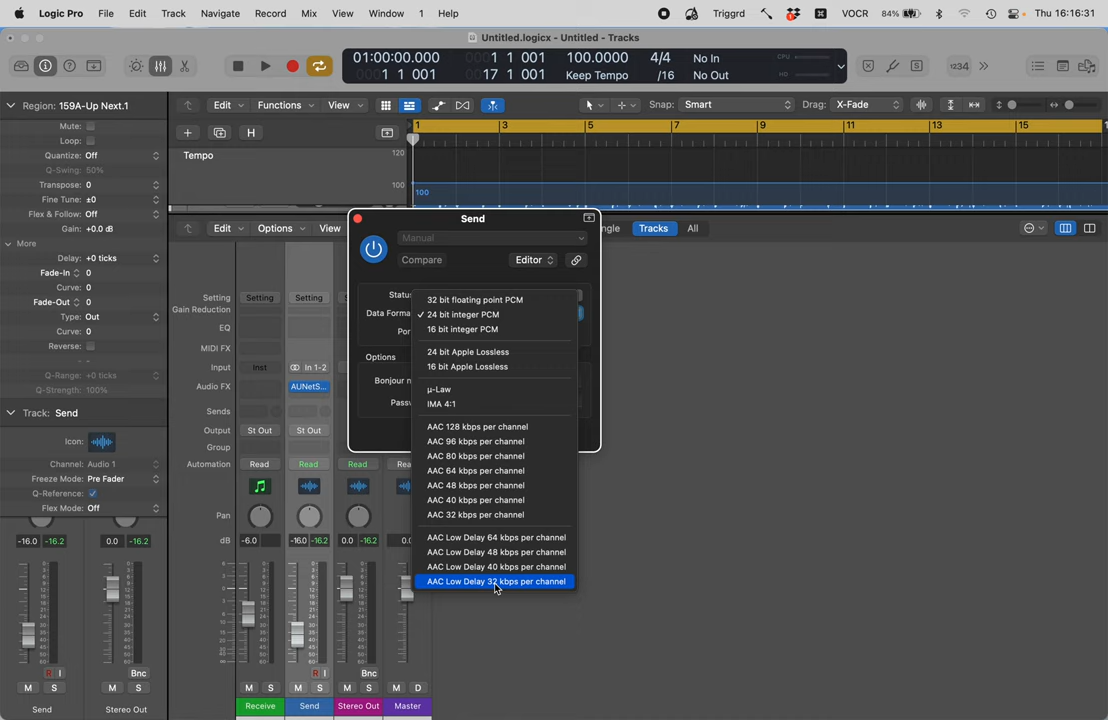 Logic Pro File Edit Track Navigate Record Mix View Window 1 Help Triggrd VOCR 84% Thu 16:16:31
Untitled.logicx - Untitled - Tracks
01:00:00.000 0001 1 001 100.0000 4/4 No In CPU
0001 1 001 0017 1 001 Keep Tempo /16 No Out HD
1234
Region: 159A-Up Next.1 Edit Functions View Snap: Smart Drag: X-Fade
Mute:
Loop:
Quantize: Off
Q-Swing: 50%
Transpose: 0
Fine Tune: ±0
Flex & Follow: Off
Gain: +0.0 dB
More
Delay: +0 ticks
Fade-In 0
Curve: 0
Fade-Out 0
Type: Out
Curve: 0
Reverse:
Q-Range: +0 ticks
Q-Strength: 100%
Track: Send
Icon:
Channel: Audio 1
Freeze Mode: Pre Fader
Q-Reference:
Flex Mode: Off
-16.0 -16.2 0.0 -16.2
R I Bnc
M S M S
Send Stereo Out
H
1 3 5 7 9 11 13 15
Tempo 120
100 100
Edit Options View Single Tracks All
Send
Manual
Compare Editor
Status
Data Forma
Por
Options
Bonjour n
Passw
32 bit floating point PCM
✓ 24 bit integer PCM
16 bit integer PCM
24 bit Apple Lossless
16 bit Apple Lossless
µ-Law
IMA 4:1
AAC 128 kbps per channel
AAC 96 kbps per channel
AAC 80 kbps per channel
AAC 64 kbps per channel
AAC 48 kbps per channel
AAC 40 kbps per channel
AAC 32 kbps per channel
AAC Low Delay 64 kbps per channel
AAC Low Delay 48 kbps per channel
AAC Low Delay 40 kbps per channel
AAC Low Delay 32 kbps per channel
Setting Setting Setting
Gain Reduction
EQ
MIDI FX
Input Inst In 1-2
Audio FX AUNetS...
Sends
Output St Out St Out
Group
Automation Read Read Read Rea
Pan
dB -6.0 -16.0 -16.2 0.0 -16.2 0.0
R I Bnc
M S M S M S M D
Receive Send Stereo Out Master